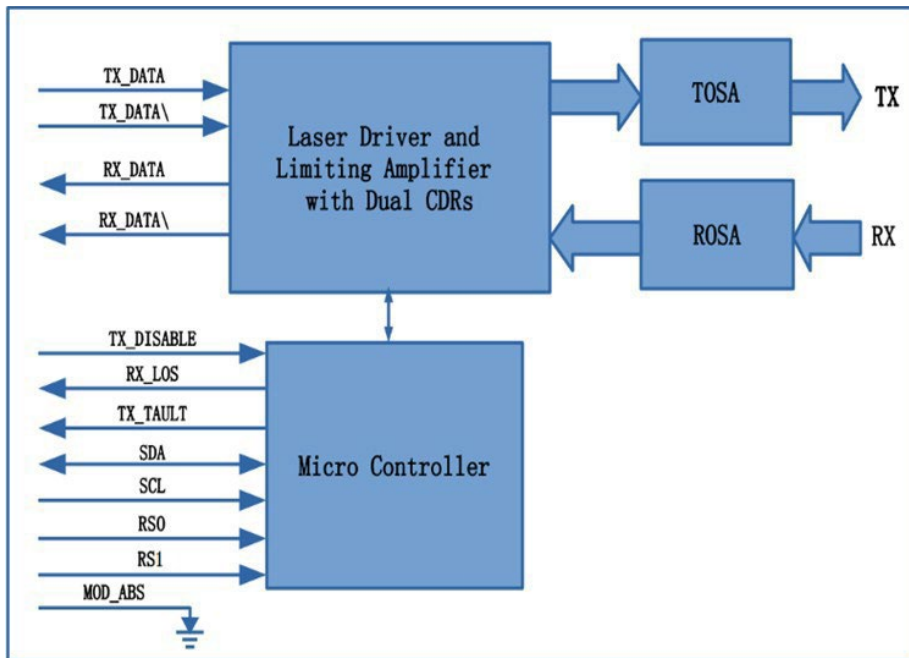 TX_DATA
TX_DATA\
RX_DATA
RX_DATA\
Laser Driver and
Limiting Amplifier
with Dual CDRs
TOSA
TX
ROSA
RX
TX_DISABLE
RX_LOS
TX_TAULT
SDA
SCL
RS0
RS1
MOD_ABS
Micro Controller